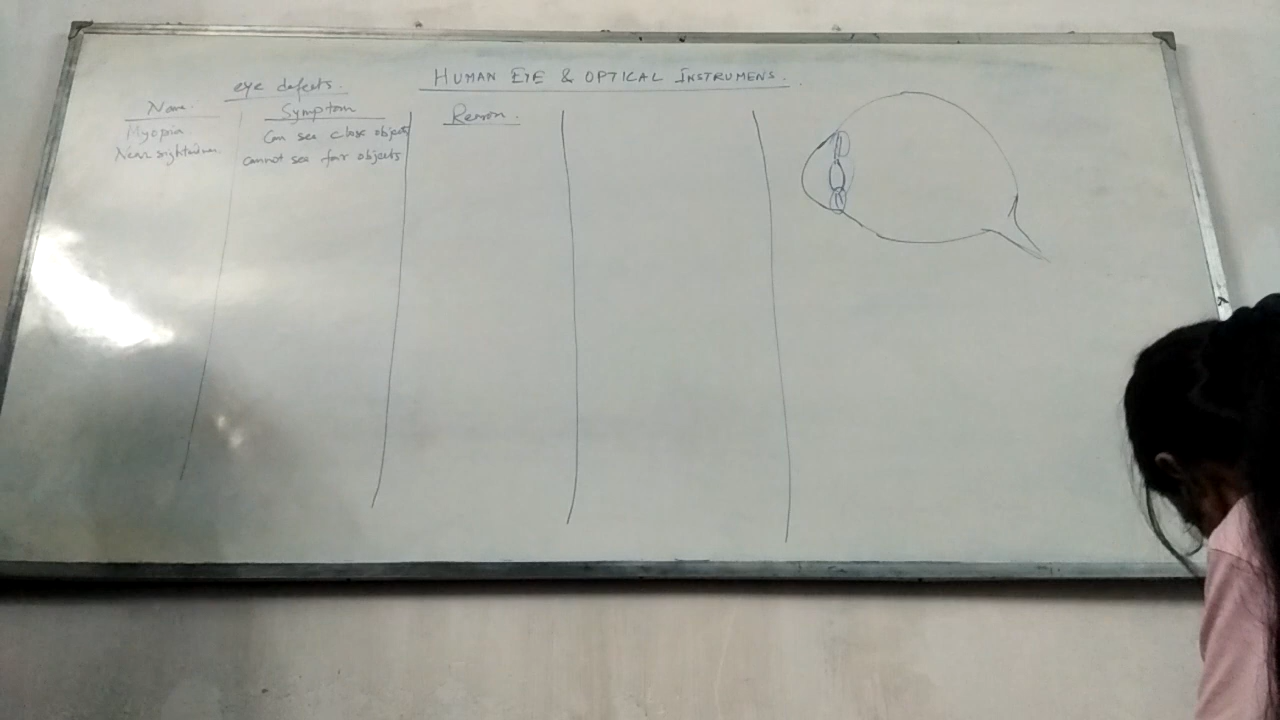 HUMAN EYE & OPTICAL INSTRUMENS.
eye defects.
Name. Symptom Reason.
Myopia Can see close objects
Near sightedness cannot see far objects